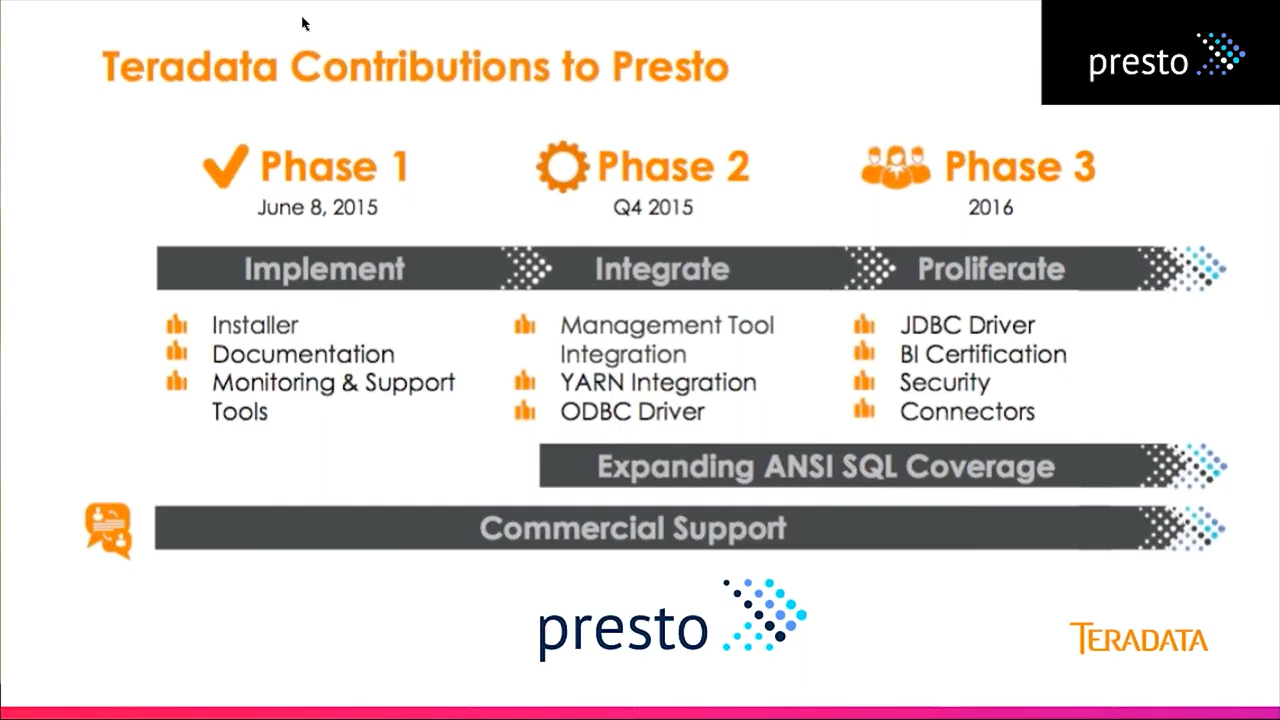 Teradata Contributions to Presto
presto
Phase 1
June 8, 2015
Phase 2
Q4 2015
Phase 3
2016
Implement
Integrate
Proliferate
Installer
Documentation
Monitoring & Support
Tools
Management Tool
Integration
YARN Integration
ODBC Driver
JDBC Driver
BI Certification
Security
Connectors
Expanding ANSI SQL Coverage
Commercial Support
presto
TERADATA